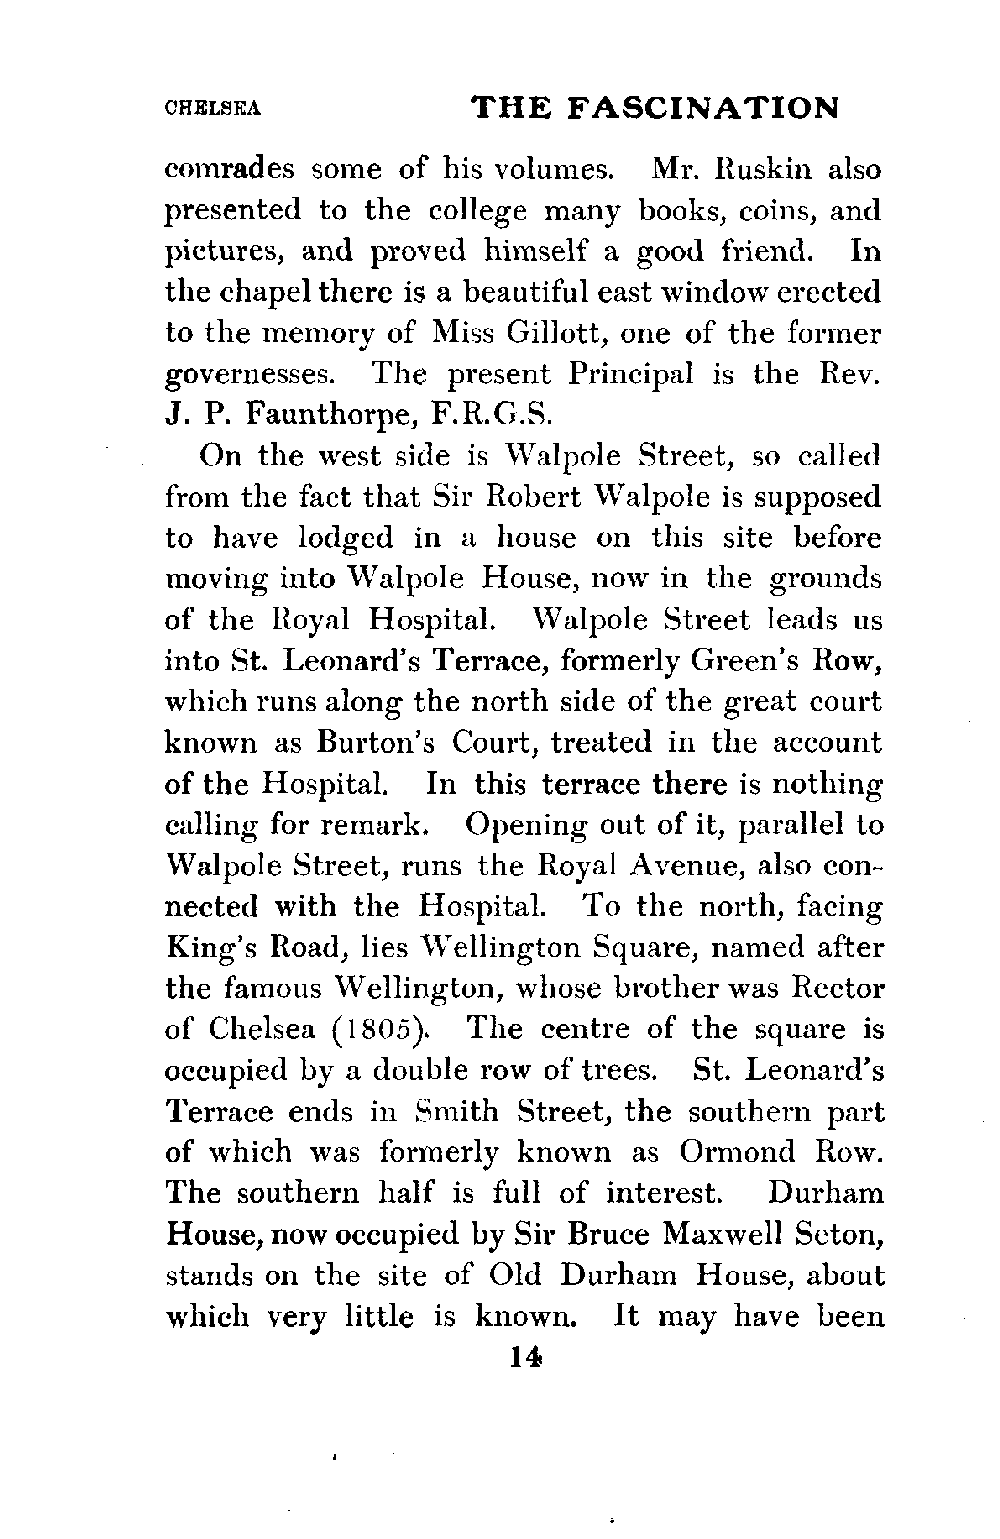 CHELSEA THE FASCINATION
comrades some of his volumes. Mr. Ruskin also
presented to the college many books, coins, and
pictures, and proved himself a good friend. In
the chapel there is a beautiful east window erected
to the memory of Miss Gillott, one of the former
governesses. The present Principal is the Rev.
J. P. Faunthorpe, F.R.G.S.
On the west side is Walpole Street, so called
from the fact that Sir Robert Walpole is supposed
to have lodged in a house on this site before
moving into Walpole House, now in the grounds
of the Royal Hospital. Walpole Street leads us
into St. Leonard's Terrace, formerly Green's Row,
which runs along the north side of the great court
known as Burton's Court, treated in the account
of the Hospital. In this terrace there is nothing
calling for remark. Opening out of it, parallel to
Walpole Street, runs the Royal Avenue, also con-
nected with the Hospital. To the north, facing
King's Road, lies Wellington Square, named after
the famous Wellington, whose brother was Rector
of Chelsea (1805). The centre of the square is
occupied by a double row of trees. St. Leonard's
Terrace ends in Smith Street, the southern part
of which was formerly known as Ormond Row.
The southern half is full of interest. Durham
House, now occupied by Sir Bruce Maxwell Seton,
stands on the site of Old Durham House, about
which very little is known. It may have been
14